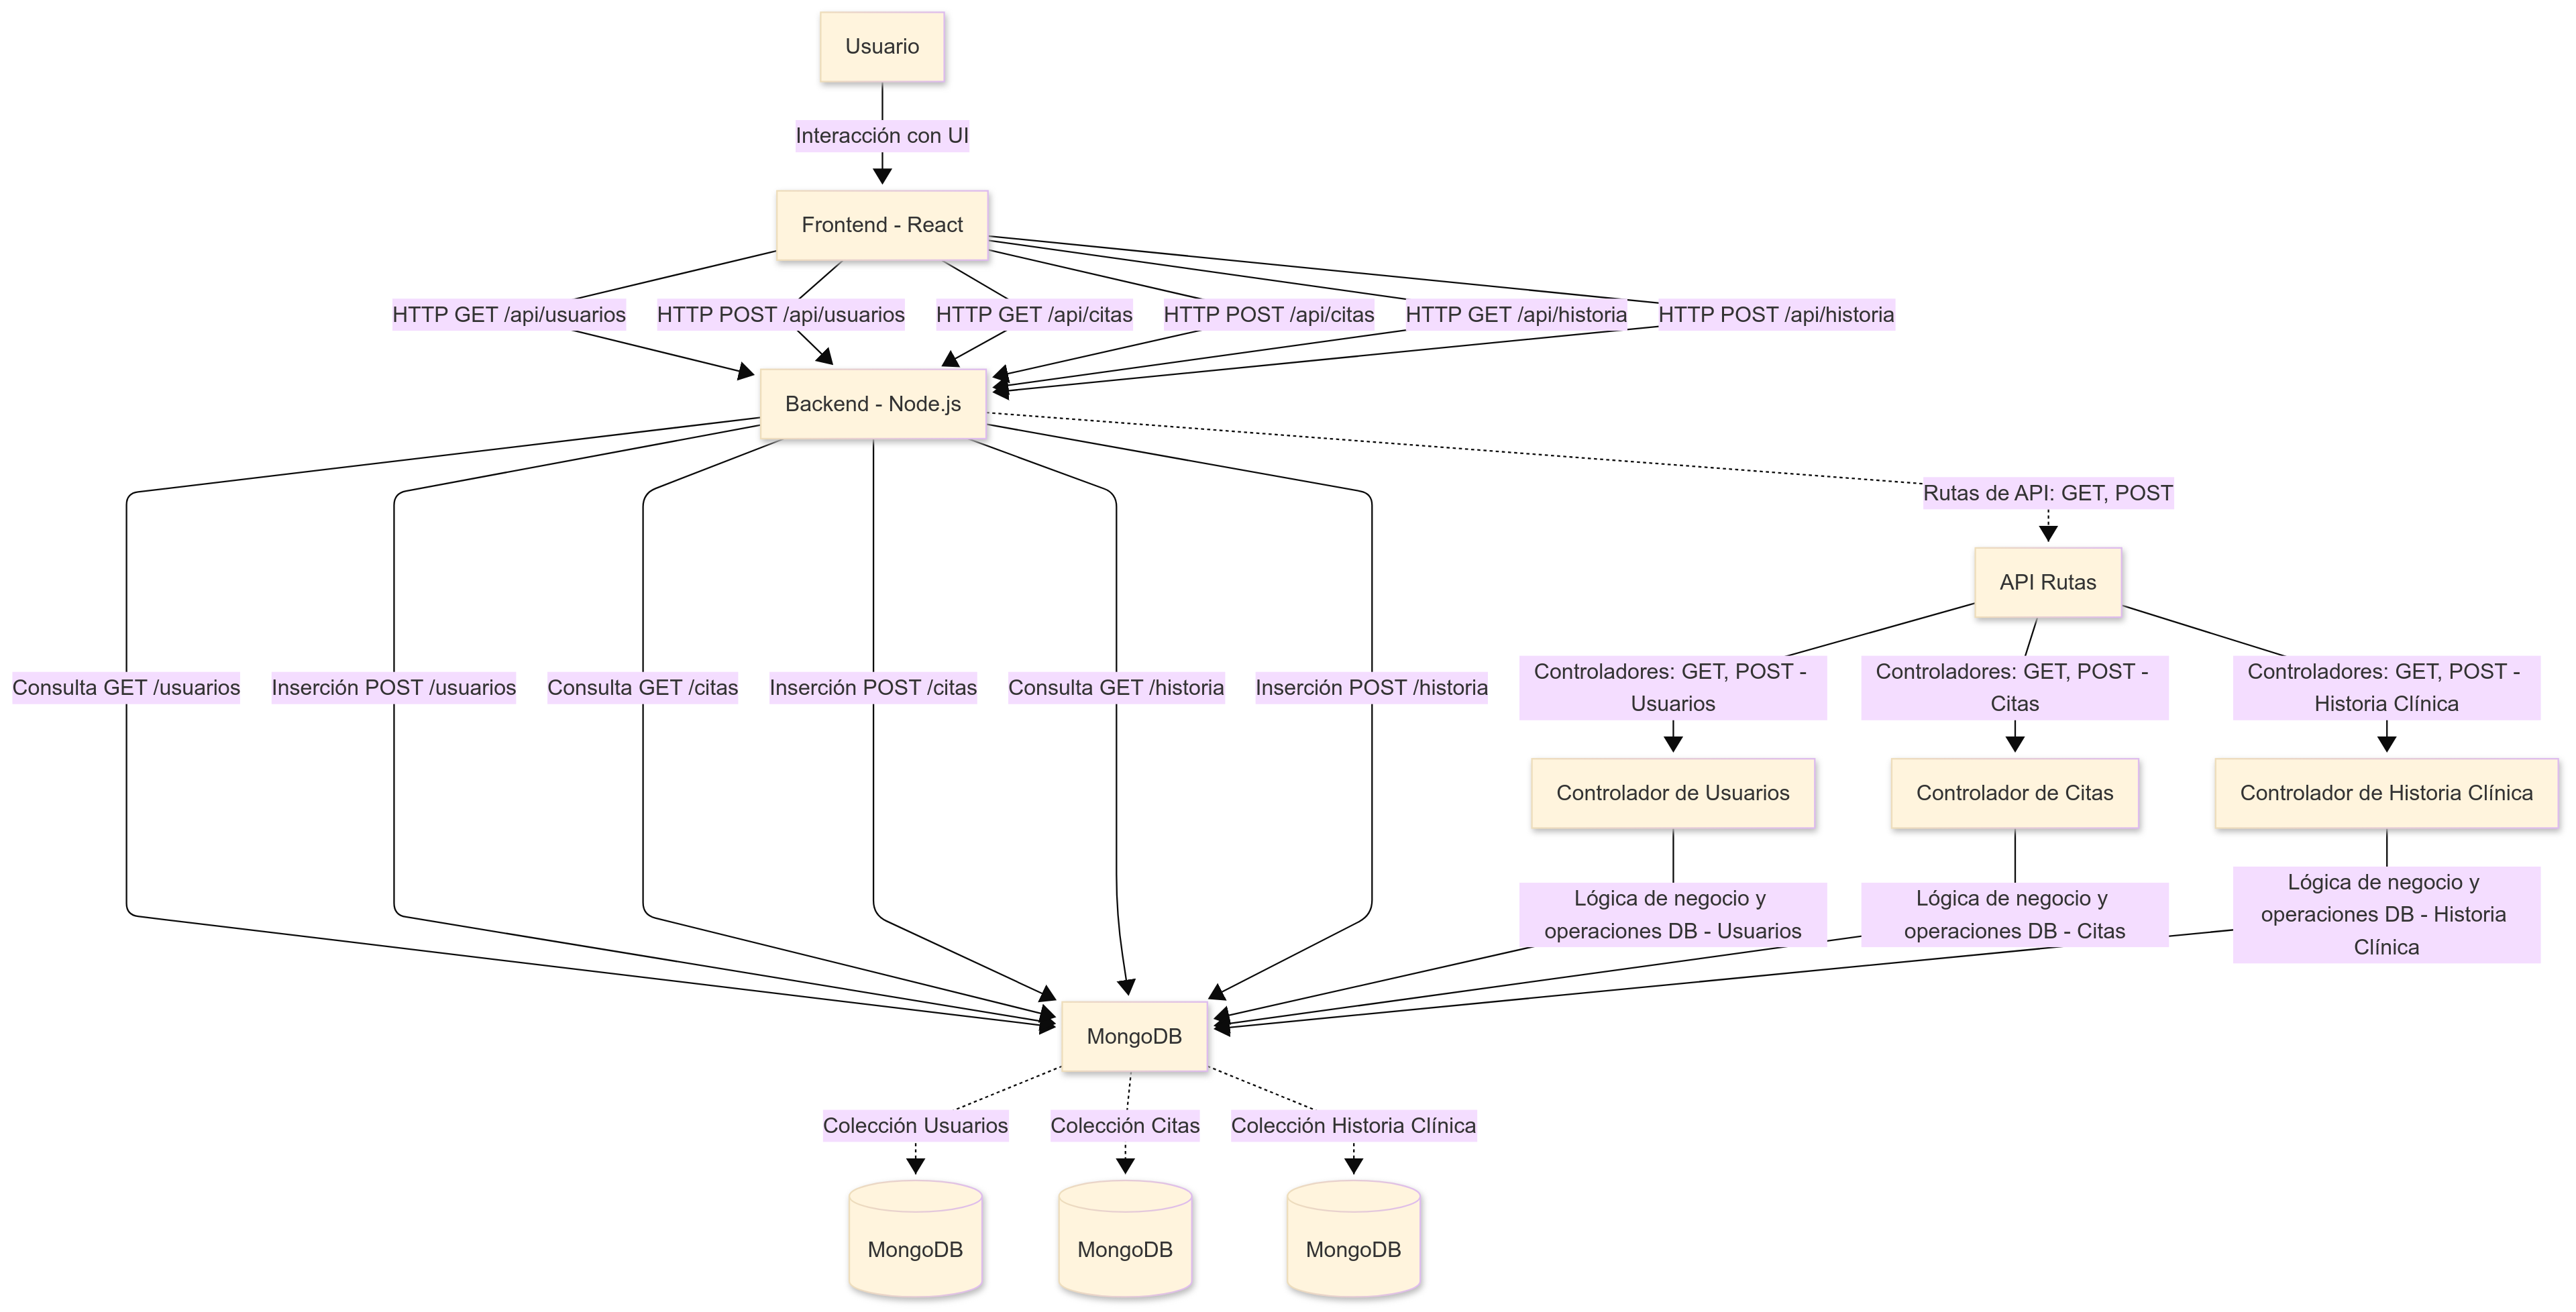 Usuario
Interacción con UI
Frontend - React
HTTP GET /api/usuarios
HTTP POST /api/usuarios
HTTP GET /api/citas
HTTP POST /api/citas
HTTP GET /api/historia
HTTP POST /api/historia
Backend - Node.js
Rutas de API: GET, POST
API Rutas
Consulta GET /usuarios
Inserción POST /usuarios
Consulta GET /citas
Inserción POST /citas
Consulta GET /historia
Inserción POST /historia
Controladores: GET, POST -
Usuarios
Controladores: GET, POST -
Citas
Controladores: GET, POST -
Historia Clínica
Controlador de Usuarios
Controlador de Citas
Controlador de Historia Clínica
Lógica de negocio y
operaciones DB - Usuarios
Lógica de negocio y
operaciones DB - Citas
Lógica de negocio y
operaciones DB - Historia
Clínica
MongoDB
Colección Usuarios
Colección Citas
Colección Historia Clínica
MongoDB
MongoDB
MongoDB